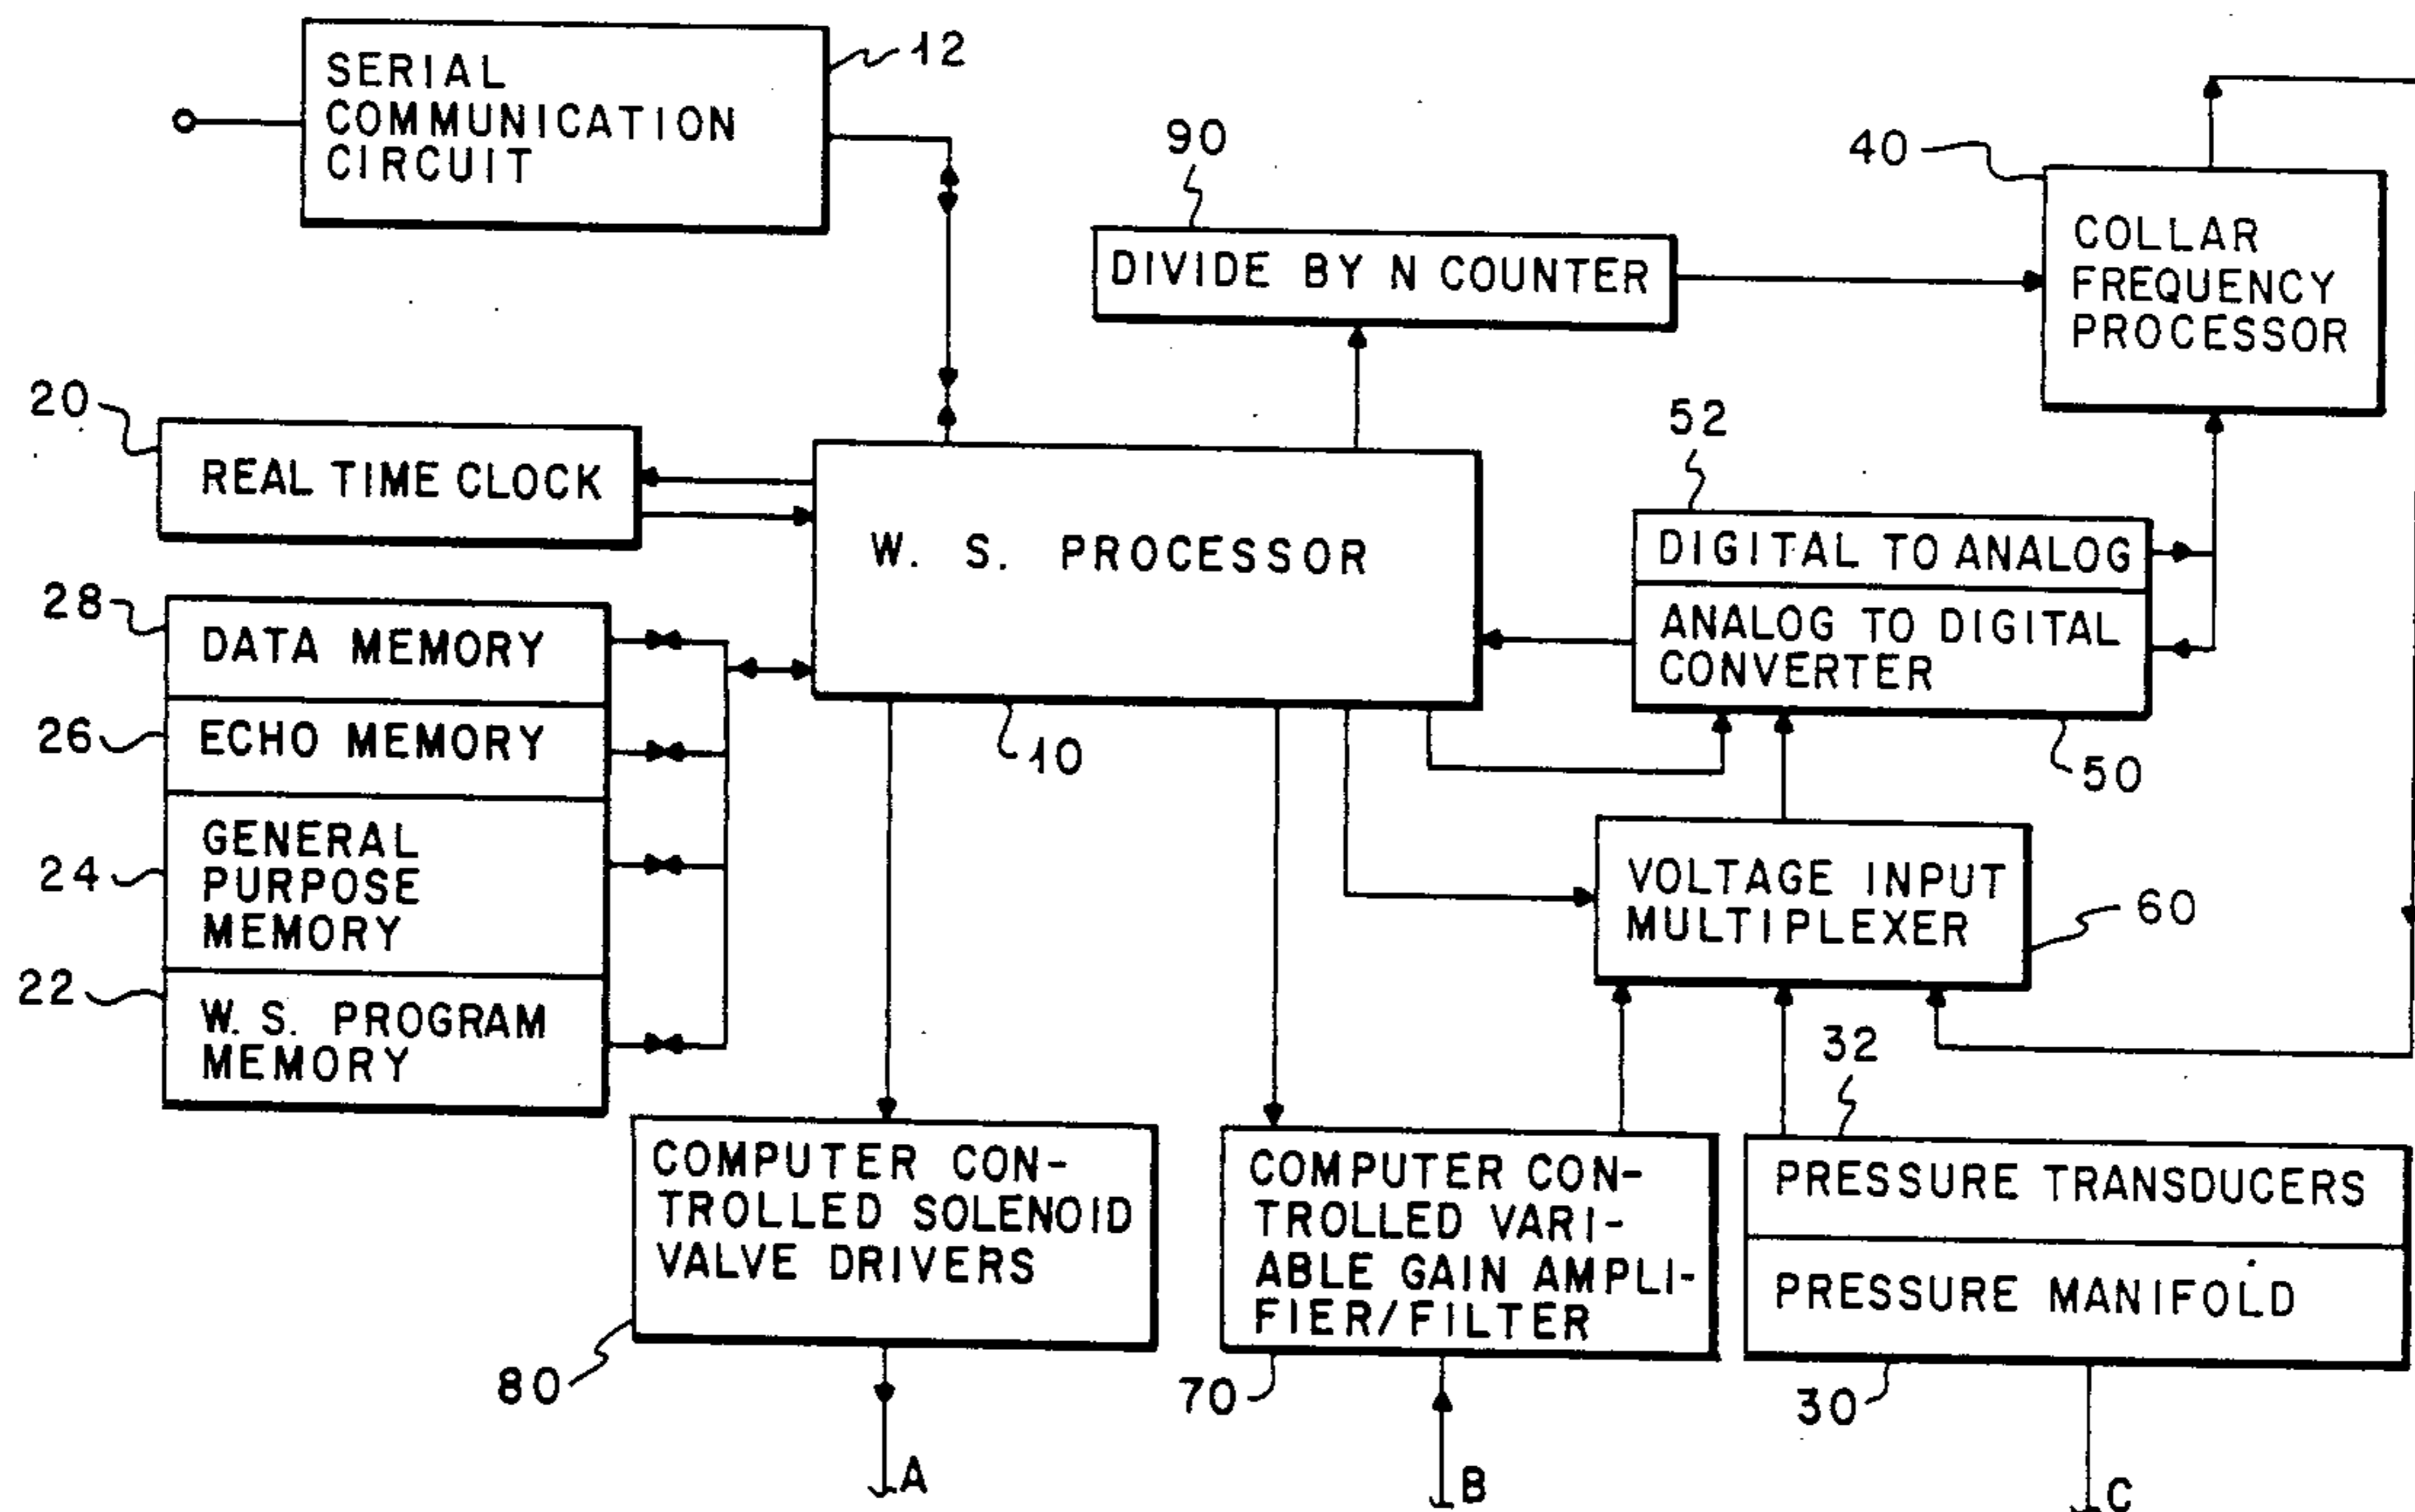 SERIAL
COMMUNICATION
CIRCUIT
12
90
40
DIVIDE BY N COUNTER
COLLAR
FREQUENCY
PROCESSOR
20
REAL TIME CLOCK
W. S. PROCESSOR
10
52
DIGITAL TO ANALOG
ANALOG TO DIGITAL
CONVERTER
50
28
DATA MEMORY
26
ECHO MEMORY
24
GENERAL
PURPOSE
MEMORY
22
W. S. PROGRAM
MEMORY
VOLTAGE INPUT
MULTIPLEXER
60
32
COMPUTER CON-
TROLLED SOLENOID
VALVE DRIVERS
80
COMPUTER CON-
TROLLED VARI-
ABLE GAIN AMPLI-
FIER/FILTER
70
PRESSURE TRANSDUCERS
PRESSURE MANIFOLD
30
A
B
C